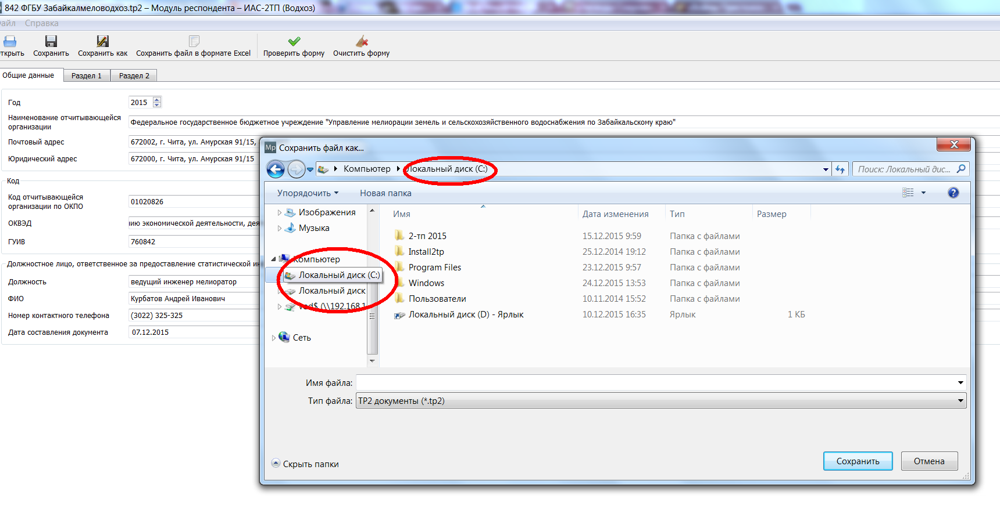 842 ФГБУ Забайкалмеловодхоз.tp2 – Модуль респондента – ИАС-2ТП (Водхоз)
Справка
Сохранить Сохранить как Сохранить файл в формате Excel Проверить форму Очистить форму
Общие данные Раздел 1 Раздел 2
Год 2015
Наименование отчитывающейся
организации
Федеральное государственное бюджетное учреждение "Управление мелиорации земель и сельскохозяйственного водоснабжения по Забайкальскому краю"
Почтовый адрес 672002, г. Чита, ул. Амурская 91/15,
Юридический адрес 672000, г. Чита, ул. Амурская 91/15
Код
Код отчитывающейся
организации по ОКПО
01020826
ОКВЭД нию экономической деятельности, дея
ГУИВ 760842
Должностное лицо, ответственное за предоставление статистической ин
Должность ведущий инженер мелиоратор
ФИО Курбатов Андрей Иванович
Номер контактного телефона (3022) 325-325
Дата составления документа 07.12.2015
Mp Сохранить файл как...
Компьютер Локальный диск (C:)
Поиск: Локальный дис...
Упорядочить Новая папка
Изображения
Музыка
Компьютер
Локальный диск (C:)
Локальный диск
(\\192.168.1
Сеть
Имя Дата изменения Тип Размер
2-тп 2015 15.12.2015 9:59 Папка с файлами
Install2tp 25.12.2014 19:12 Папка с файлами
Program Files 23.12.2015 9:57 Папка с файлами
Windows 24.12.2015 13:53 Папка с файлами
Пользователи 10.11.2014 15:52 Папка с файлами
Локальный диск (D) - Ярлык 10.12.2015 16:35 Ярлык 1 КБ
Имя файла:
Тип файла: TP2 документы (*.tp2)
Скрыть папки
Сохранить Отмена